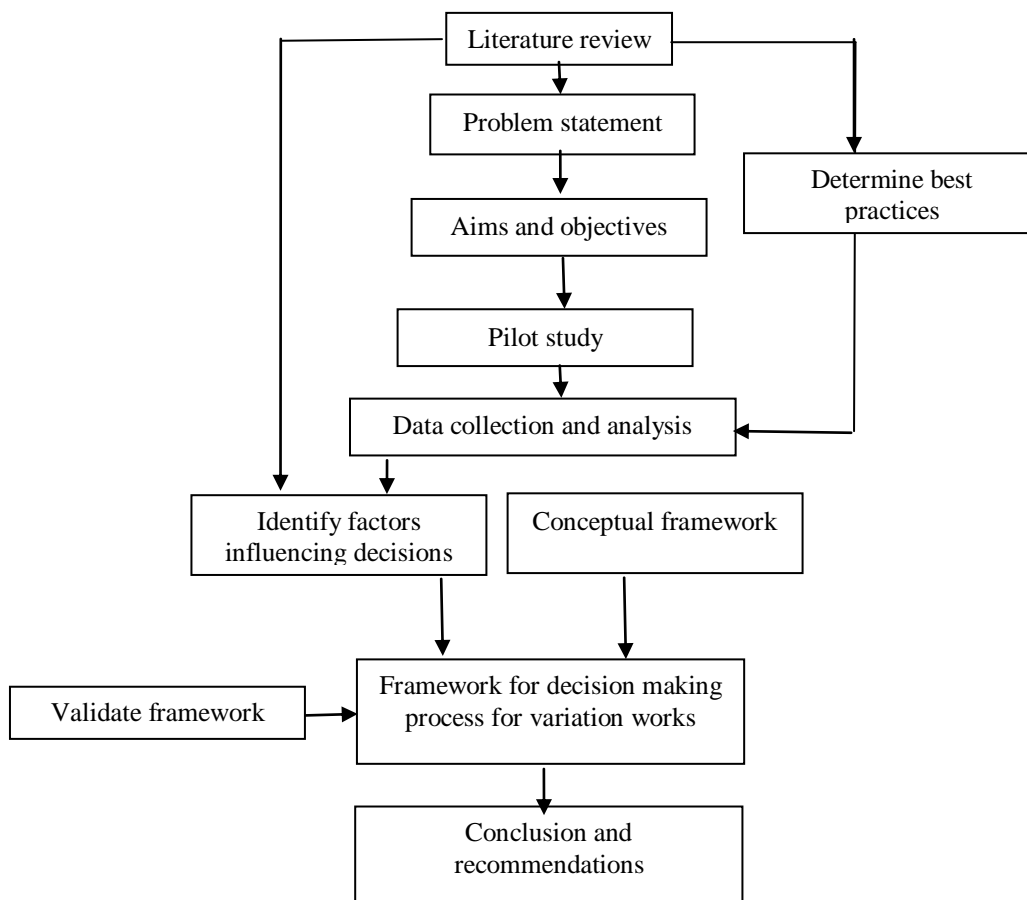 Literature review
Problem statement
Determine best
practices
Aims and objectives
Pilot study
Data collection and analysis
Identify factors
influencing decisions
Conceptual framework
Framework for decision making
process for variation works
Validate framework
Conclusion and
recommendations